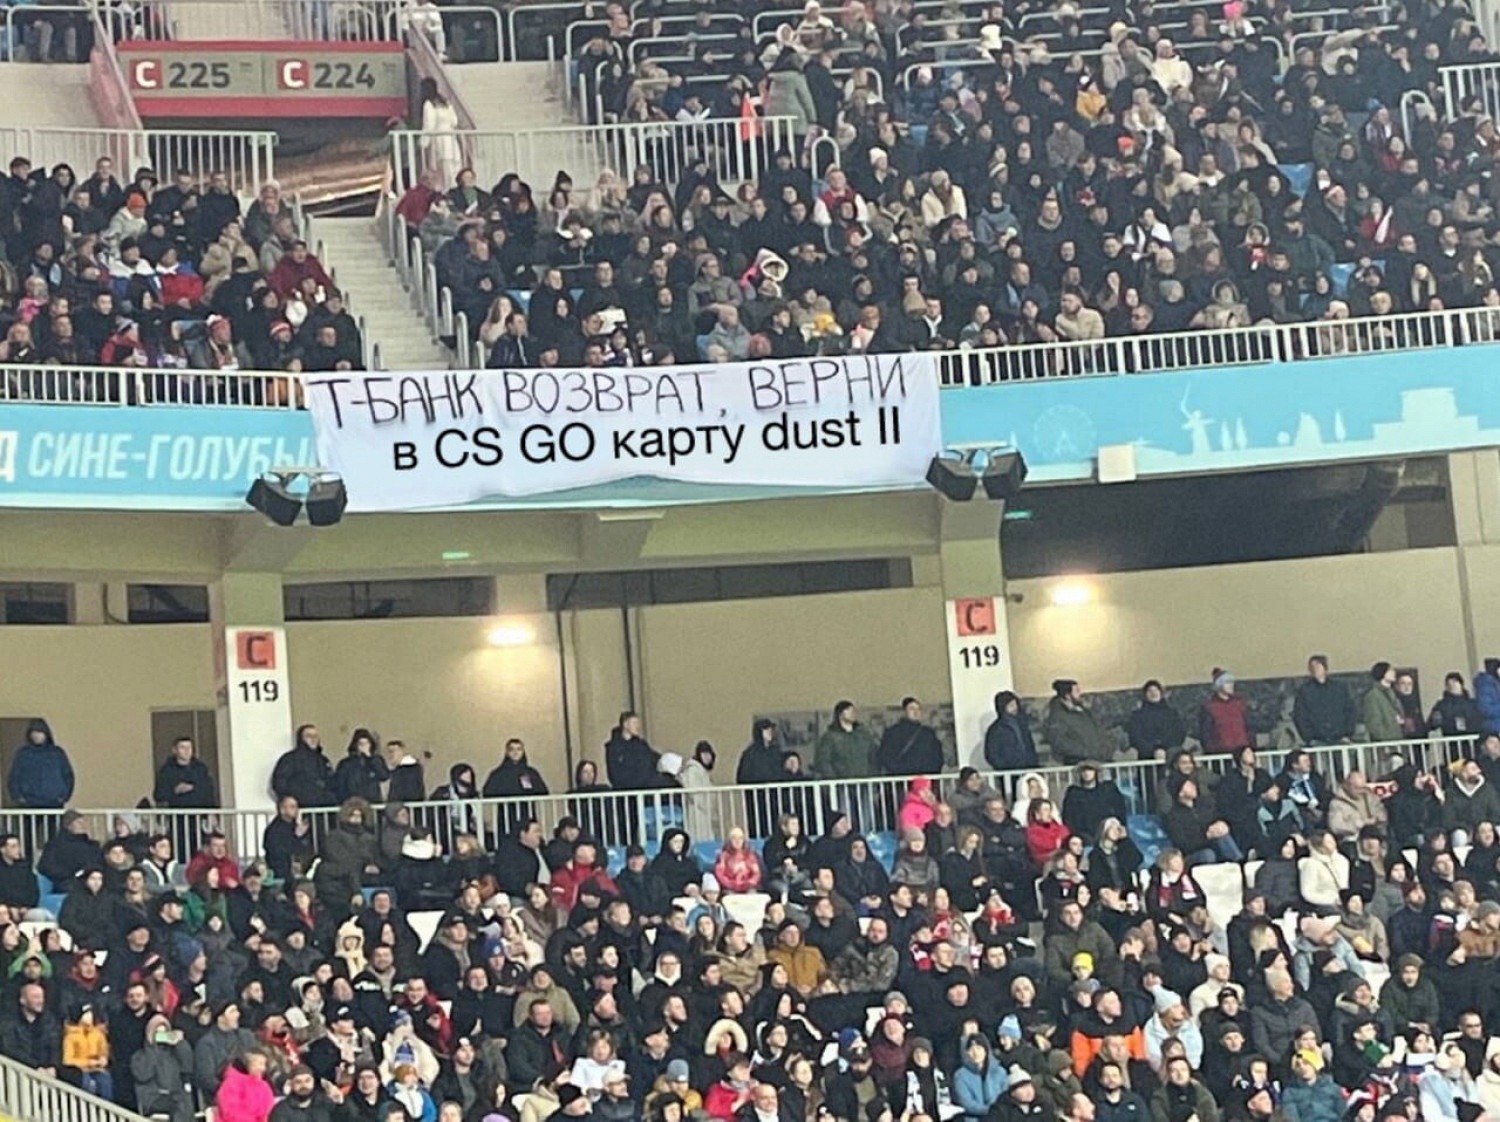 С 225 С 224
Т-БАНК ВОЗВРАТ, ВЕРНИ
в CS GO карту dust II
Д СИНЕ-ГОЛУБЫ
С
119
С
119